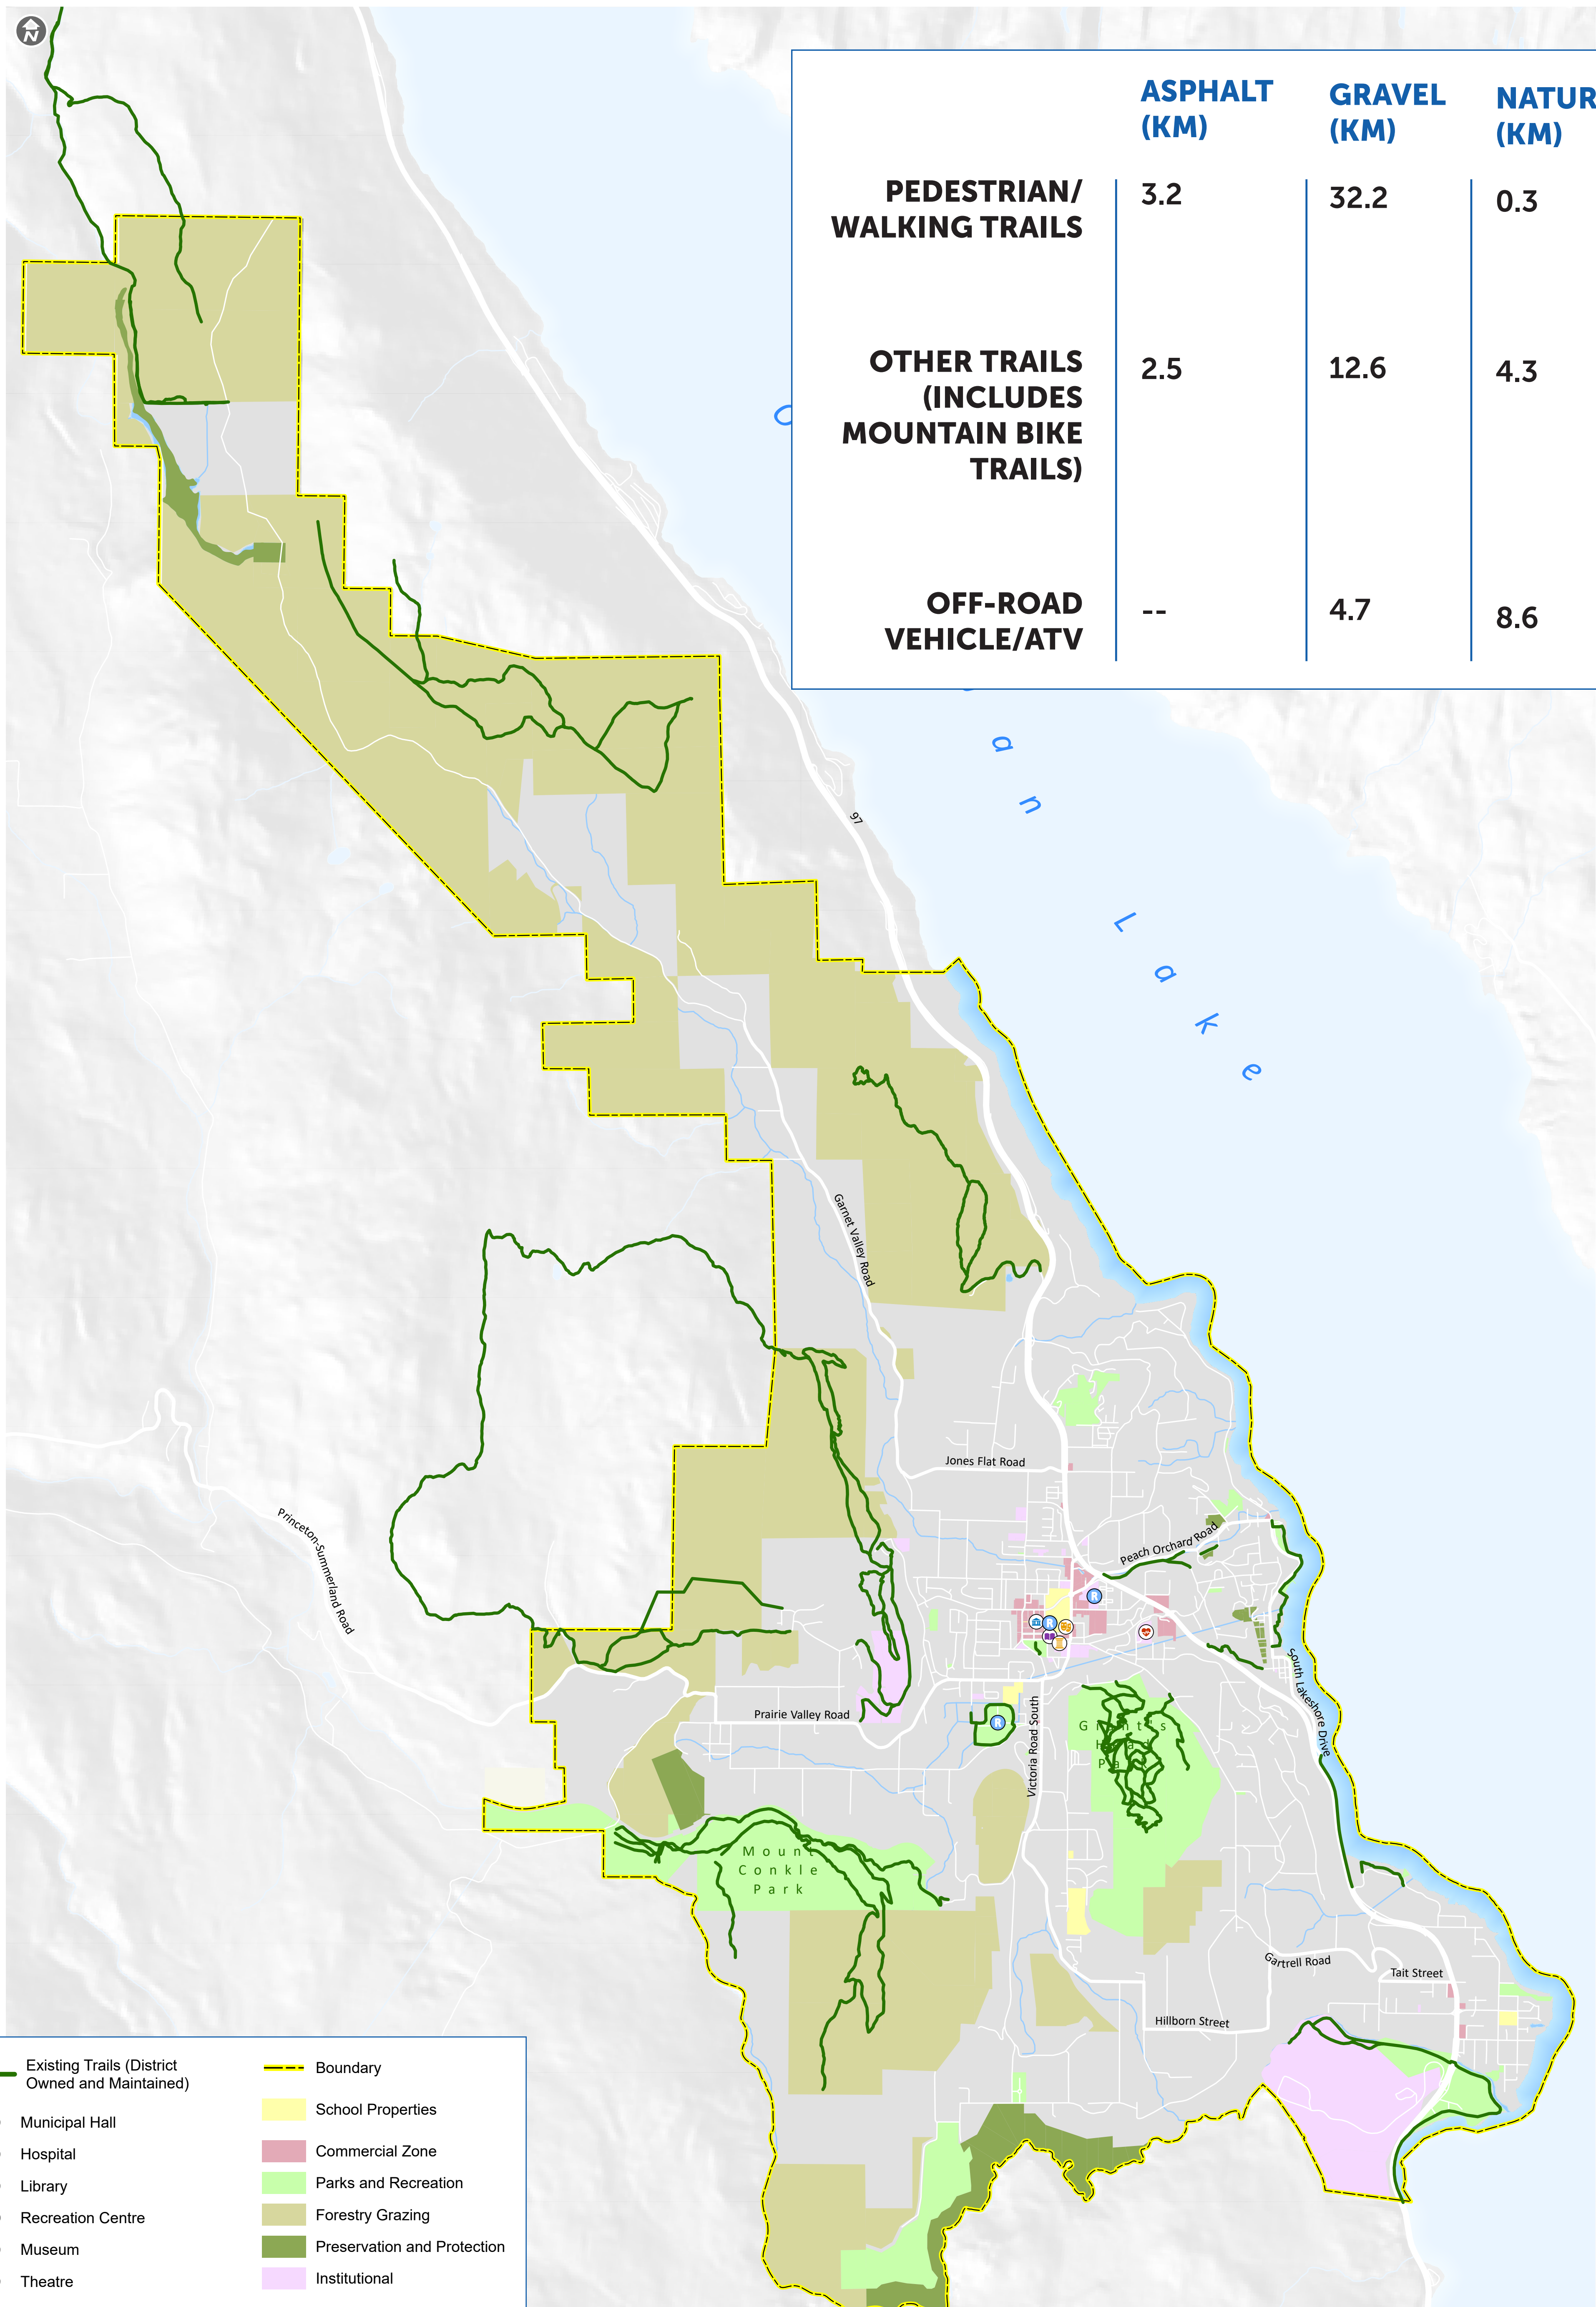 N
ASPHALT
(KM)
GRAVEL
(KM)
NATUR
(KM)
PEDESTRIAN/
WALKING TRAILS
3.2
32.2
0.3
OTHER TRAILS
(INCLUDES
MOUNTAIN BIKE
TRAILS)
2.5
12.6
4.3
OFF-ROAD
VEHICLE/ATV
--
4.7
8.6
O
a n L a k e
97
Garnet Valley Road
Jones Flat Road
Princeton-Summerland Road
Peach Orchard Road
R
R
South Lakeshore Drive
Prairie Valley Road
R
Victoria Road South
Giant's
Head
Park
Mount
Conkle
Park
Gartrell Road
Tait Street
Hillborn Street
Existing Trails (District
Owned and Maintained)
Municipal Hall
Hospital
Library
Recreation Centre
Museum
Theatre
Boundary
School Properties
Commercial Zone
Parks and Recreation
Forestry Grazing
Preservation and Protection
Institutional